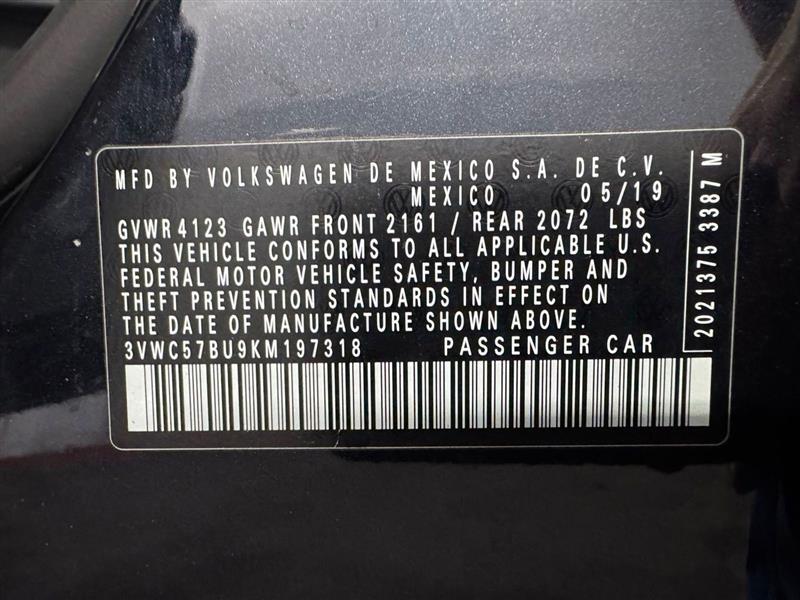 MFD BY VOLKSWAGEN DE MEXICO S.A. DE C.V.
MEXICO 05/19
GVWR 4123 GAWR FRONT 2161 / REAR 2072 LBS
THIS VEHICLE CONFORMS TO ALL APPLICABLE U.S.
FEDERAL MOTOR VEHICLE SAFETY, BUMPER AND
THEFT PREVENTION STANDARDS IN EFFECT ON
THE DATE OF MANUFACTURE SHOWN ABOVE.
3VWC57BU9KM197318 PASSENGER CAR
2021375 3387 M